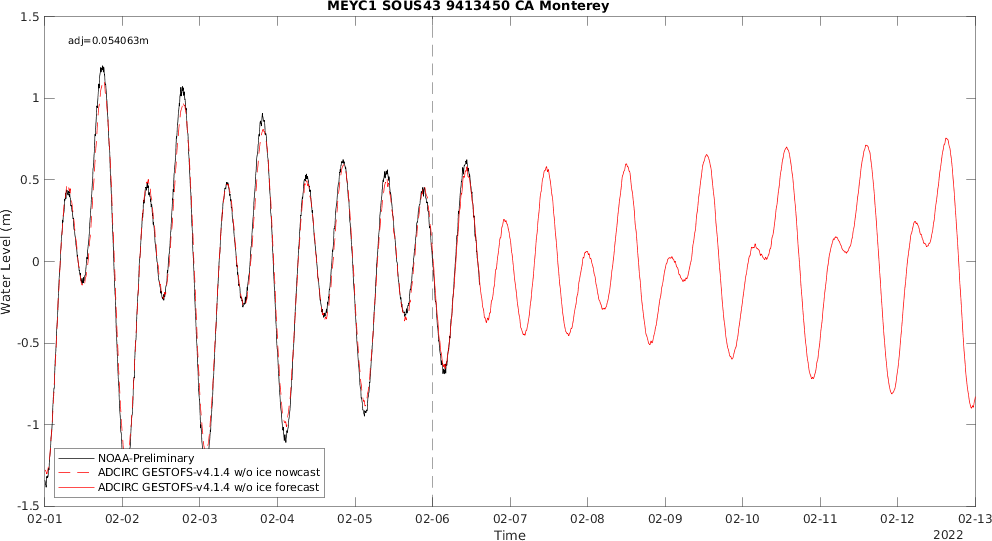 MEYC1 SOUS43 9413450 CA Monterey
adj=0.054063m
1.5
1
0.5
0
-0.5
-1
-1.5
Water Level (m)
NOAA-Preliminary
ADCIRC GESTOFS-v4.1.4 w/o ice nowcast
ADCIRC GESTOFS-v4.1.4 w/o ice forecast
02-01 02-02 02-03 02-04 02-05 02-06 02-07 02-08 02-09 02-10 02-11 02-12 02-13
Time
2022